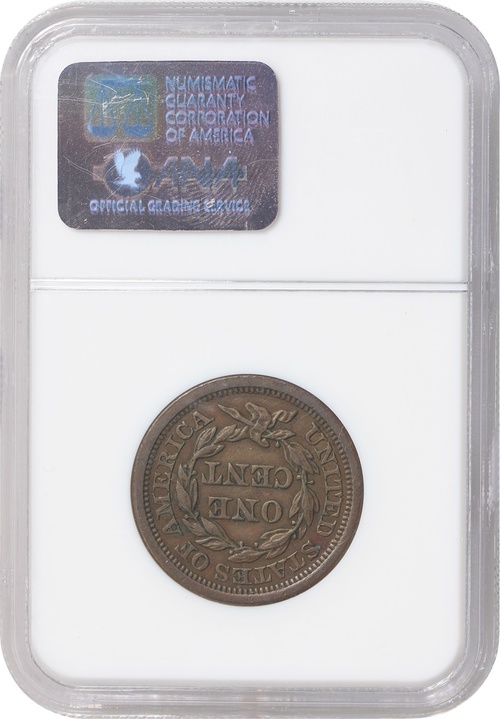 NUMISMATIC
GUARANTY
CORPORATION
OF AMERICA
ANA
OFFICIAL GRADING SERVICE
UNITED STATES OF AMERICA
ONE
CENT